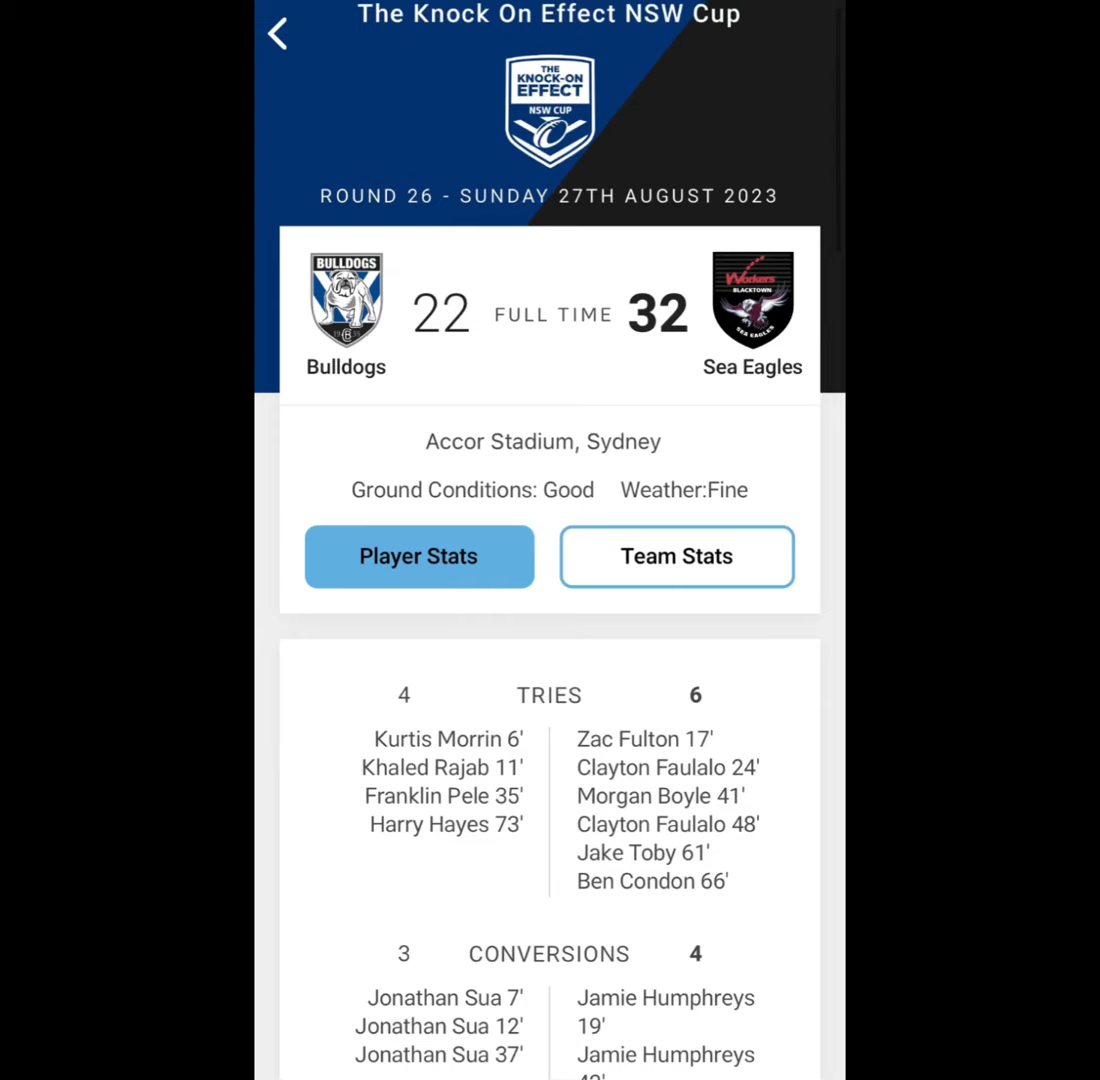 The Knock On Effect NSW Cup
THE
KNOCK-ON
EFFECT
NSW CUP
ROUND 26 - SUNDAY 27TH AUGUST 2023
BULLDOGS
Workers
BLACKTOWN
SEA EAGLES
22 FULL TIME 32
Bulldogs
Sea Eagles
Accor Stadium, Sydney
Ground Conditions: Good Weather:Fine
Player Stats
Team Stats
4 TRIES 6
Kurtis Morrin 6'
Khaled Rajab 11'
Franklin Pele 35'
Harry Hayes 73'
Zac Fulton 17'
Clayton Faulalo 24'
Morgan Boyle 41'
Clayton Faulalo 48'
Jake Toby 61'
Ben Condon 66'
3 CONVERSIONS 4
Jonathan Sua 7'
Jonathan Sua 12'
Jonathan Sua 37'
Jamie Humphreys
19'
Jamie Humphreys